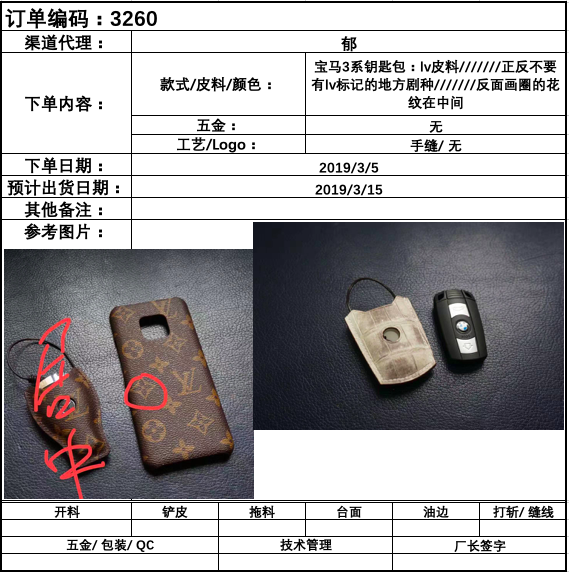 订单编码：3260
渠道代理：
郁
下单内容：
款式/皮料/颜色：
宝马3系钥匙包：lv皮料///////正反不要
有lv标记的地方剧种///////反面画圈的花
纹在中间
五金：
无
工艺/Logo：
手缝/ 无
下单日期：
2019/3/5
预计出货日期：
2019/3/15
其他备注：
参考图片：
居
中
开料
铲皮
拖料
台面
油边
打斩/ 缝线
五金/ 包装/ QC
技术管理
厂长签字